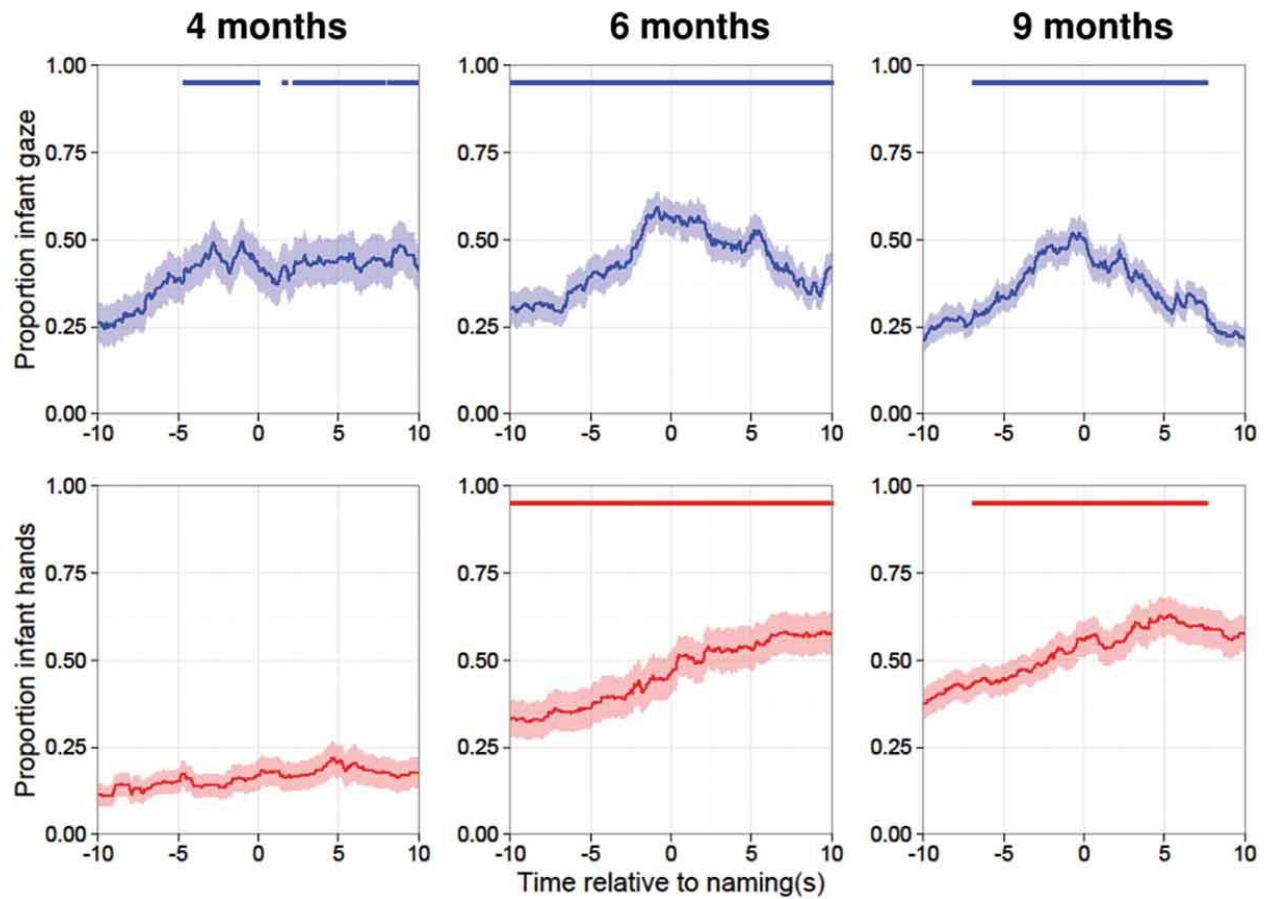 4 months 6 months 9 months
Proportion infant gaze
1.00 1.00 1.00
0.75 0.75 0.75
0.50 0.50 0.50
0.25 0.25 0.25
0.00 0.00 0.00
-10 -5 0 5 10 -10 -5 0 5 10 -10 -5 0 5 10
Proportion infant hands
1.00 1.00 1.00
0.75 0.75 0.75
0.50 0.50 0.50
0.25 0.25 0.25
0.00 0.00 0.00
-10 -5 0 5 10 -10 -5 0 5 10 -10 -5 0 5 10
Time relative to naming(s)